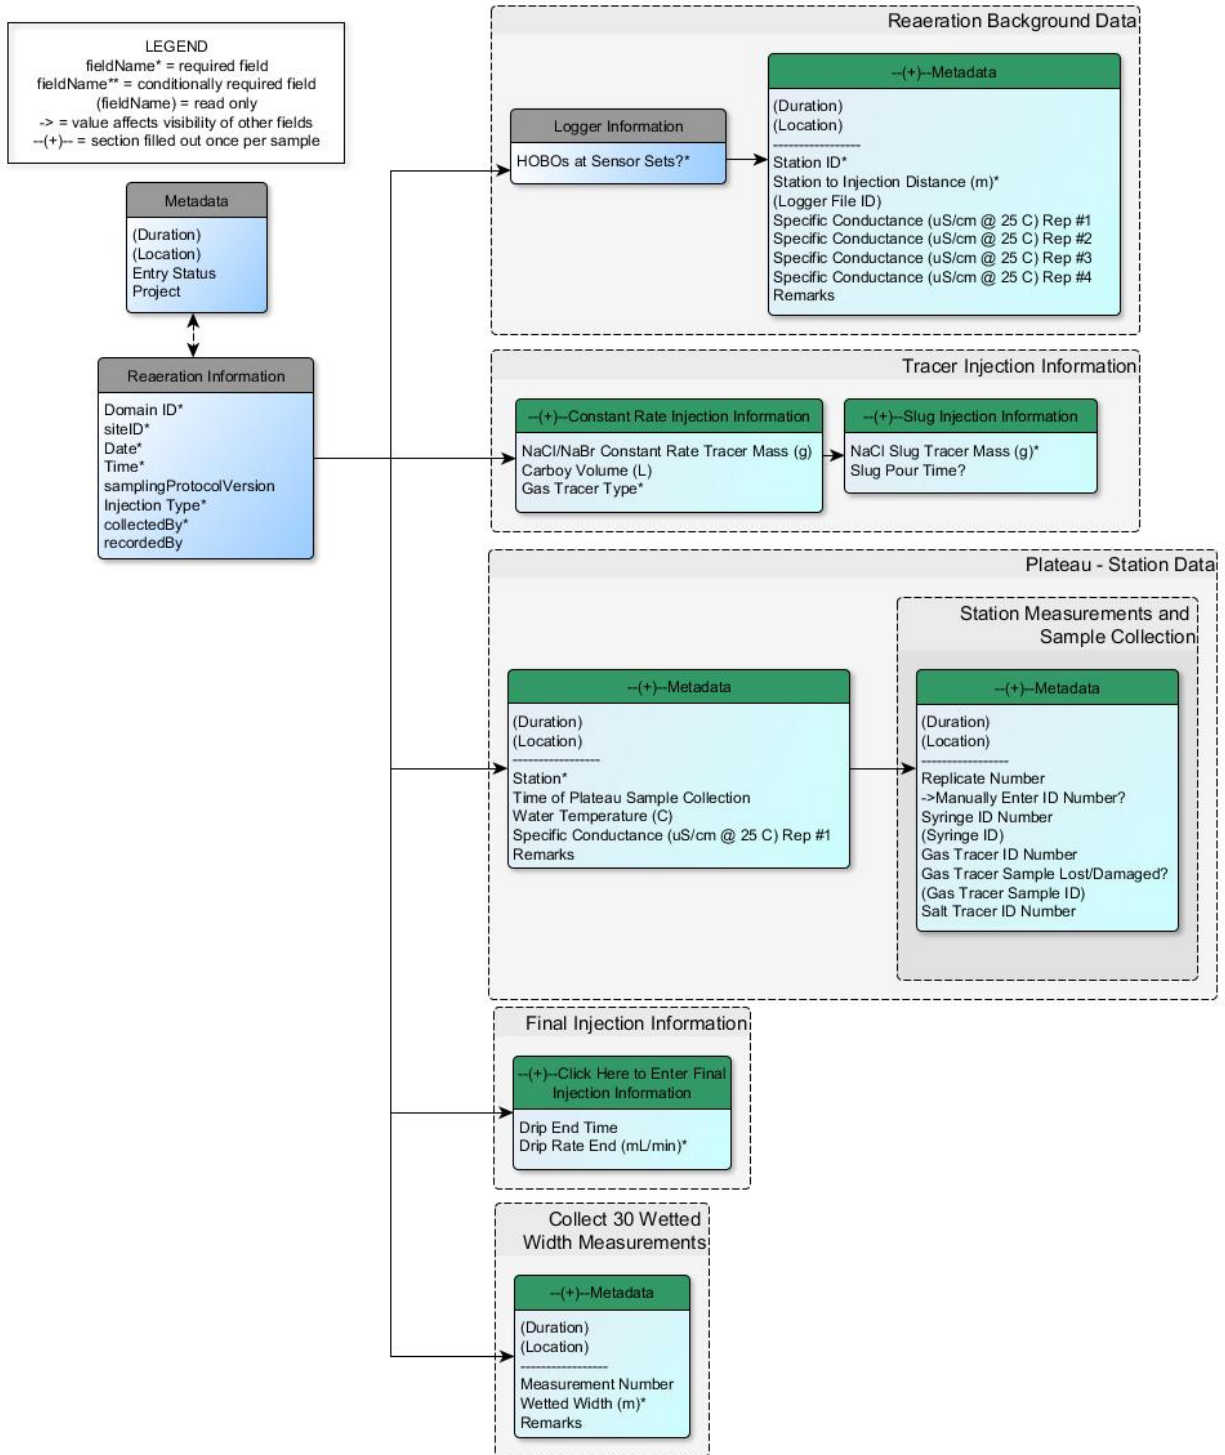 LEGEND
fieldName* = required field
fieldName** = conditionally required field
(fieldName) = read only
-> = value affects visibility of other fields
--(+)-- = section filled out once per sample
Metadata
(Duration)
(Location)
Entry Status
Project
Reaeration Information
Domain ID*
siteID*
Date*
Time*
samplingProtocolVersion
Injection Type*
collectedBy*
recordedBy
Reaeration Background Data
Logger Information
HOBOs at Sensor Sets?*
--(+)--Metadata
(Duration)
(Location)
-----------------
Station ID*
Station to Injection Distance (m)*
(Logger File ID)
Specific Conductance (uS/cm @ 25 C) Rep #1
Specific Conductance (uS/cm @ 25 C) Rep #2
Specific Conductance (uS/cm @ 25 C) Rep #3
Specific Conductance (uS/cm @ 25 C) Rep #4
Remarks
Tracer Injection Information
--(+)--Constant Rate Injection Information
NaCl/NaBr Constant Rate Tracer Mass (g)
Carboy Volume (L)
Gas Tracer Type*
--(+)--Slug Injection Information
NaCl Slug Tracer Mass (g)*
Slug Pour Time?
Plateau - Station Data
--(+)--Metadata
(Duration)
(Location)
-----------------
Station*
Time of Plateau Sample Collection
Water Temperature (C)
Specific Conductance (uS/cm @ 25 C) Rep #1
Remarks
Station Measurements and
Sample Collection
--(+)--Metadata
(Duration)
(Location)
-----------------
Replicate Number
->Manually Enter ID Number?
Syringe ID Number
(Syringe ID)
Gas Tracer ID Number
Gas Tracer Sample Lost/Damaged?
(Gas Tracer Sample ID)
Salt Tracer ID Number
Final Injection Information
--(+)--Click Here to Enter Final
Injection Information
Drip End Time
Drip Rate End (mL/min)*
Collect 30 Wetted
Width Measurements
--(+)--Metadata
(Duration)
(Location)
-----------------
Measurement Number
Wetted Width (m)*
Remarks